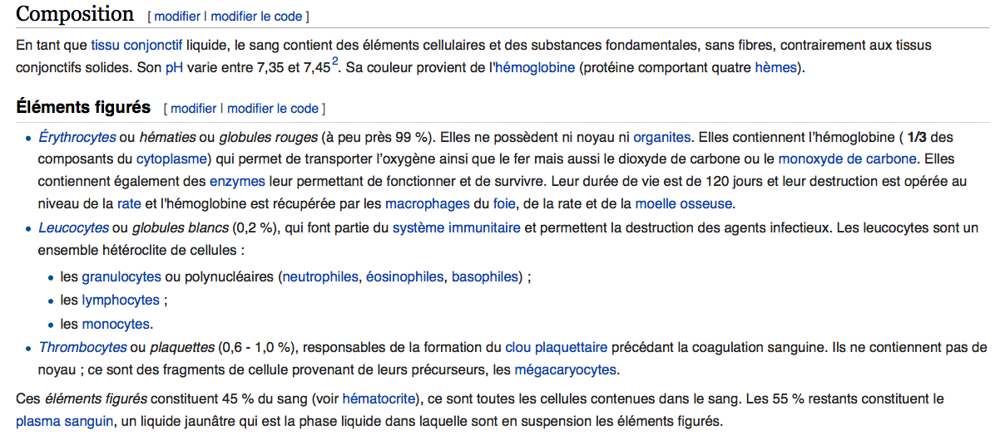 Composition [ modifier | modifier le code ]
En tant que tissu conjonctif liquide, le sang contient des éléments cellulaires et des substances fondamentales, sans fibres, contrairement aux tissus
conjonctifs solides. Son pH varie entre 7,35 et 7,45². Sa couleur provient de l'hémoglobine (protéine comportant quatre hèmes).
Éléments figurés [ modifier | modifier le code ]
• Érythrocytes ou hématies ou globules rouges (à peu près 99 %). Elles ne possèdent ni noyau ni organites. Elles contiennent l’hémoglobine ( 1/3 des
composants du cytoplasme) qui permet de transporter l’oxygène ainsi que le fer mais aussi le dioxyde de carbone ou le monoxyde de carbone. Elles
contiennent également des enzymes leur permettant de fonctionner et de survivre. Leur durée de vie est de 120 jours et leur destruction est opérée au
niveau de la rate et l'hémoglobine est récupérée par les macrophages du foie, de la rate et de la moelle osseuse.
• Leucocytes ou globules blancs (0,2 %), qui font partie du système immunitaire et permettent la destruction des agents infectieux. Les leucocytes sont un
ensemble hétéroclite de cellules :
• les granulocytes ou polynucléaires (neutrophiles, éosinophiles, basophiles) ;
• les lymphocytes ;
• les monocytes.
• Thrombocytes ou plaquettes (0,6 - 1,0 %), responsables de la formation du clou plaquettaire précédant la coagulation sanguine. Ils ne contiennent pas de
noyau ; ce sont des fragments de cellule provenant de leurs précurseurs, les mégacaryocytes.
Ces éléments figurés constituent 45 % du sang (voir hématocrite), ce sont toutes les cellules contenues dans le sang. Les 55 % restants constituent le
plasma sanguin, un liquide jaunâtre qui est la phase liquide dans laquelle sont en suspension les éléments figurés.